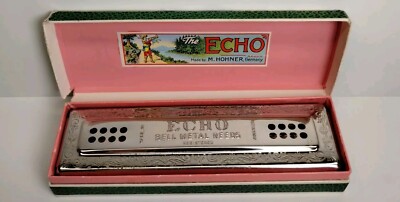 The ECHO
Made by M. HOHNER, Germany
ECHO
BELL METAL REEDS